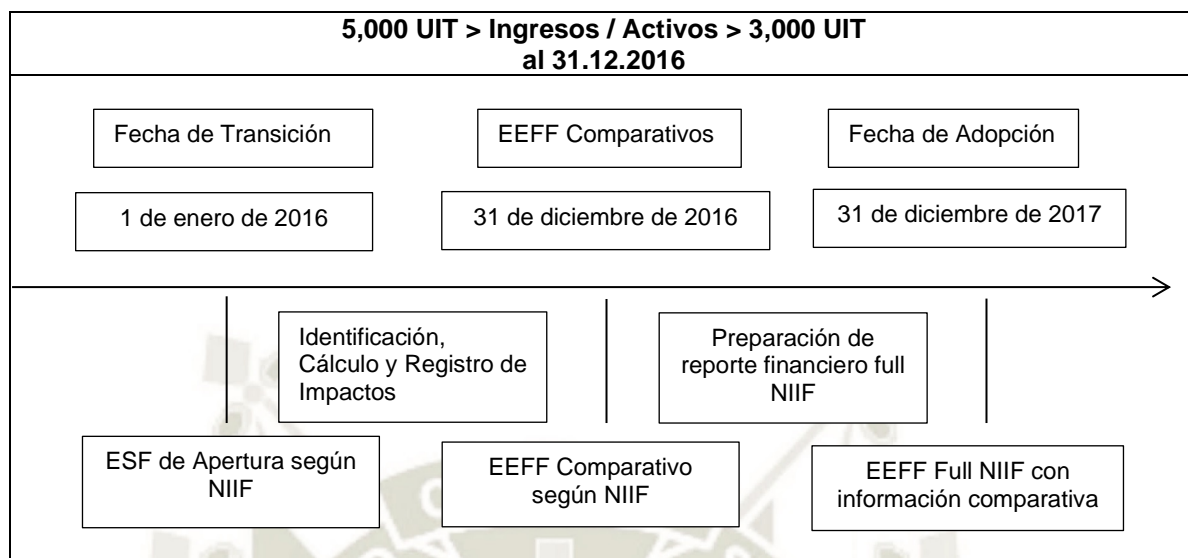 5,000 UIT > Ingresos / Activos > 3,000 UIT
al 31.12.2016
Fecha de Transición
EEFF Comparativos
Fecha de Adopción
1 de enero de 2016
31 de diciembre de 2016
31 de diciembre de 2017
Identificación,
Cálculo y Registro de
Impactos
Preparación de
reporte financiero full
NIIF
ESF de Apertura según
NIIF
EEFF Comparativo
según NIIF
EEFF Full NIIF con
información comparativa